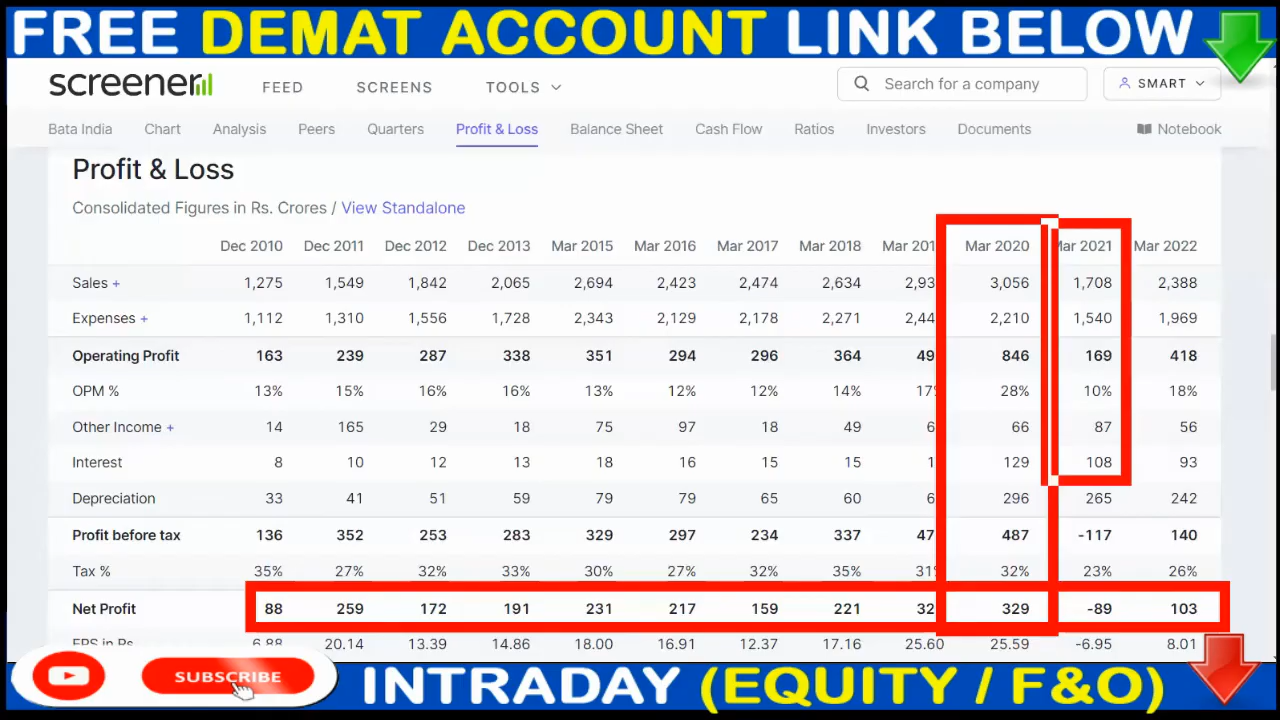 FREE DEMAT ACCOUNT LINK BELOW
screener FEED SCREENS TOOLS Search for a company SMART
Bata India Chart Analysis Peers Quarters Profit & Loss Balance Sheet Cash Flow Ratios Investors Documents Notebook
Profit & Loss
Consolidated Figures in Rs. Crores / View Standalone
Dec 2010 Dec 2011 Dec 2012 Dec 2013 Mar 2015 Mar 2016 Mar 2017 Mar 2018 Mar 2020 Mar 2021 Mar 2022
Sales + 1,275 1,549 1,842 2,065 2,694 2,423 2,474 2,634 3,056 1,708 2,388
Expenses + 1,112 1,310 1,556 1,728 2,343 2,129 2,178 2,271 2,210 1,540 1,969
Operating Profit 163 239 287 338 351 294 296 364 846 169 418
OPM % 13% 15% 16% 16% 13% 12% 12% 14% 17% 28% 10% 18%
Other Income + 14 165 29 18 75 97 18 49 66 87 56
Interest 8 10 12 13 18 16 15 15 129 108 93
Depreciation 33 41 51 59 79 79 65 60 296 265 242
Profit before tax 136 352 253 283 329 297 234 337 487 -117 140
Tax % 35% 27% 32% 33% 30% 27% 32% 35% 31% 32% 23% 26%
Net Profit 88 259 172 191 231 217 159 221 329 -89 103
EPS in Rs 6.88 20.14 13.39 14.86 18.00 16.91 12.37 17.16 25.60 25.59 -6.95 8.01
SUBSCRIBE
INTRADAY (EQUITY / F&O)